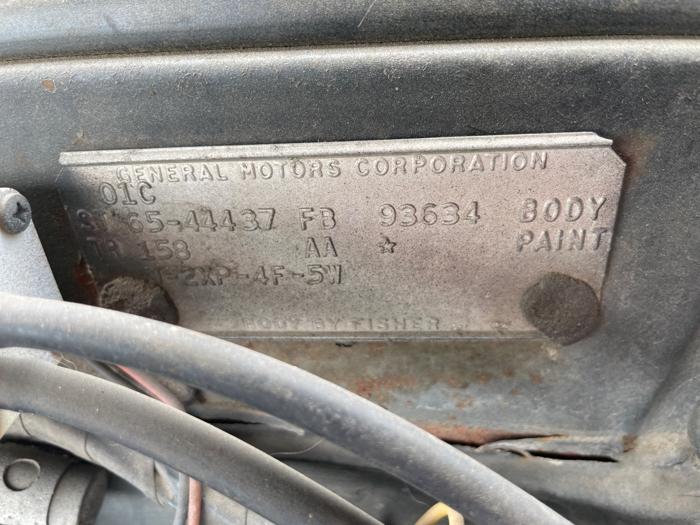 GENERAL MOTORS CORPORATION
01C
ST 65-44437 FB 93634 BODY
TR 158 AA ☆ PAINT
-2XP-4F-5W
BODY BY FISHER